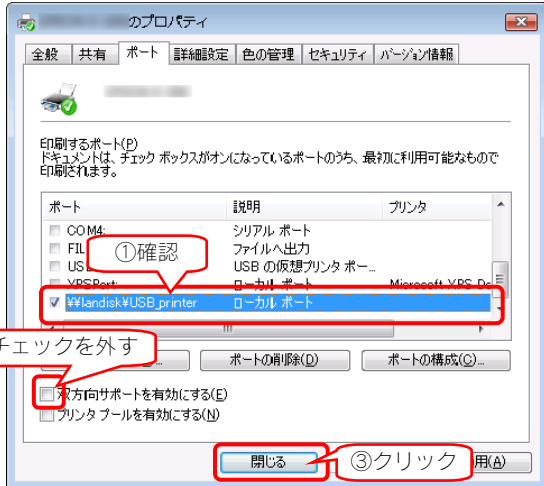 のプロパティ
全般 共有 ポート 詳細設定 色の管理 セキュリティ バージョン情報
印刷するポート(P)
ドキュメントは、チェック ボックスがオンになっているポートのうち、最初に利用可能なもので
印刷されます。
ポート 説明 プリンタ
COM4: シリアル ポート
FIL ファイルへ出力
①確認
US USB の仮想プリンタ ポー...
XPSPort: ローカル ポート Microsoft XPS Do
¥¥landisk¥USB_printer ローカル ポート
チェックを外す
ポートの削除(D) ポートの構成(C)...
双方向サポートを有効にする(E)
プリンタ プールを有効にする(N)
閉じる ③クリック 用(A)